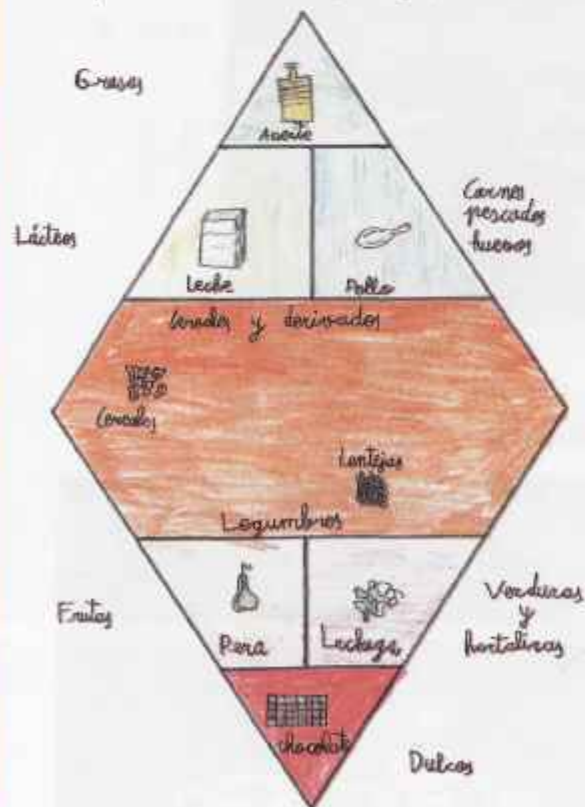 Grasas
Aceite
Lácteos
Carnes
pescados
huevos
Leche
Pollo
Cereales y derivados
Cereales
Lentejas
Legumbres
Frutas
Verduras
y
hortalizas
Pera
Lechuga
chocolate
Dulces